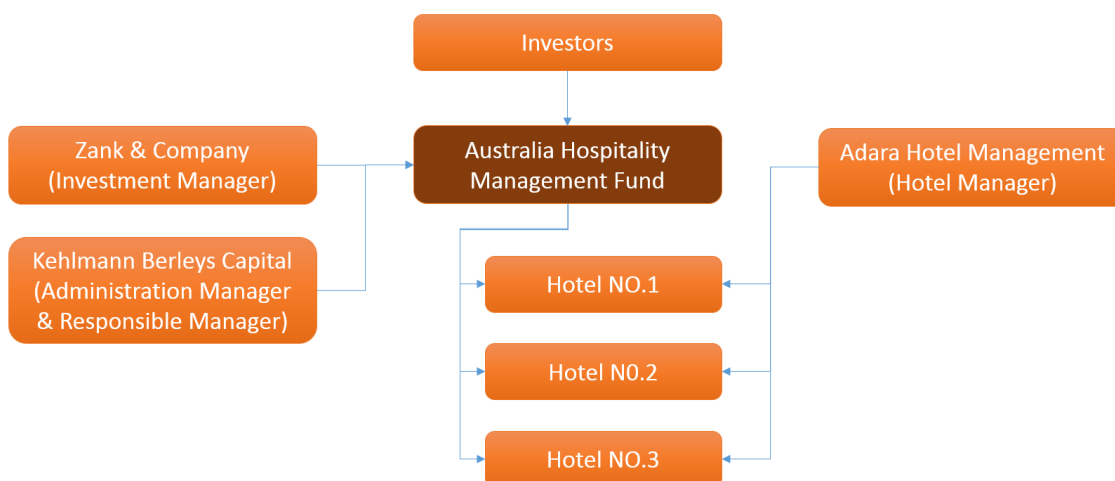 Investors
Zank & Company
(Investment Manager)
Australia Hospitality
Management Fund
Adara Hotel Management
(Hotel Manager)
Kehlmann Berleys Capital
(Administration Manager
& Responsible Manager)
Hotel NO.1
Hotel N0.2
Hotel NO.3